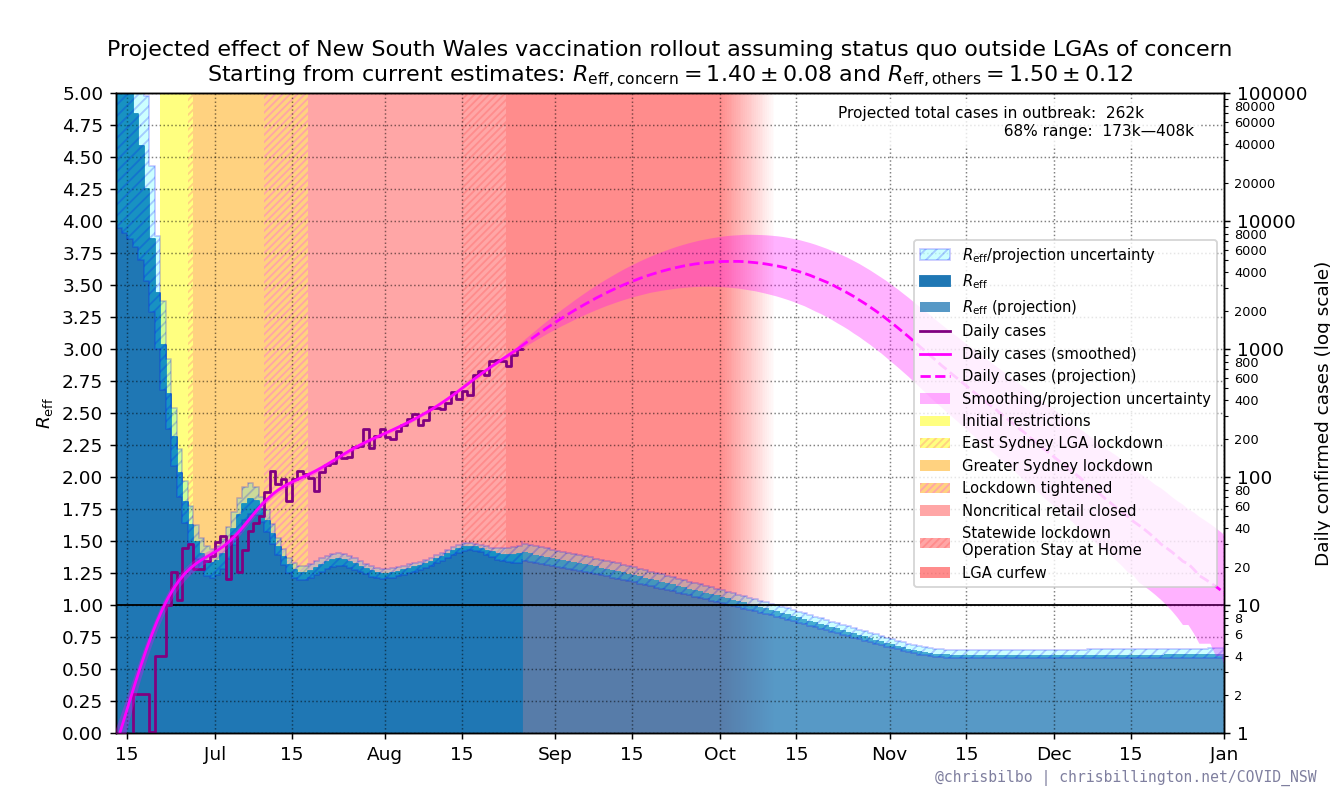 Projected effect of New South Wales vaccination rollout assuming status quo outside LGAs of concern
Starting from current estimates: R_eff, concern = 1.40 ± 0.08 and R_eff, others = 1.50 ± 0.12
Projected total cases in outbreak: 262k
68% range: 173k—408k
R_eff
5.00
4.75
4.50
4.25
4.00
3.75
3.50
3.25
3.00
2.75
2.50
2.25
2.00
1.75
1.50
1.25
1.00
0.75
0.50
0.25
0.00
R_eff/projection uncertainty
R_eff
R_eff (projection)
Daily cases
Daily cases (smoothed)
Daily cases (projection)
Smoothing/projection uncertainty
Initial restrictions
East Sydney LGA lockdown
Greater Sydney lockdown
Lockdown tightened
Noncritical retail closed
Statewide lockdown
Operation Stay at Home
LGA curfew
100000
80000
60000
40000
20000
10000
8000
6000
4000
2000
1000
800
600
400
200
100
80
60
40
20
10
8
6
4
2
1
Daily confirmed cases (log scale)
15 Jul 15 Aug 15 Sep 15 Oct 15 Nov 15 Dec 15 Jan
@chrisbilbo | chrisbillington.net/COVID_NSW